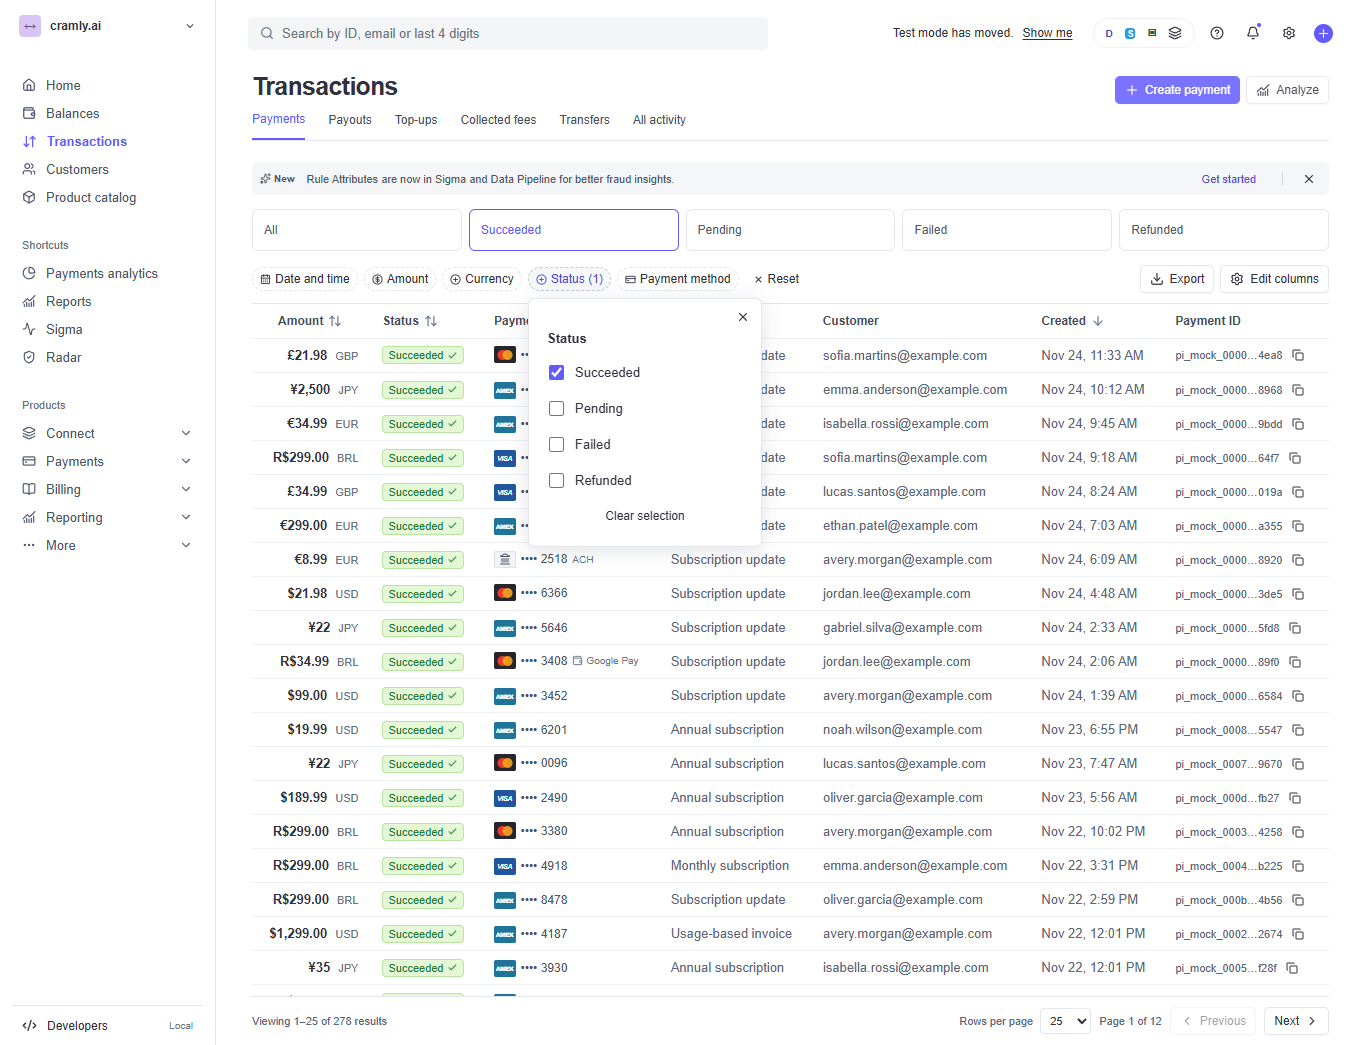 cramly.ai
Search by ID, email or last 4 digits
Test mode has moved. Show me
D S
Home
Balances
Transactions
Customers
Product catalog
Shortcuts
Payments analytics
Reports
Sigma
Radar
Products
Connect
Payments
Billing
Reporting
More
Developers Local
Transactions
Create payment Analyze
Payments Payouts Top-ups Collected fees Transfers All activity
New Rule Attributes are now in Sigma and Data Pipeline for better fraud insights. Get started
All Succeeded Pending Failed Refunded
Date and time Amount Currency Status (1) Payment method Reset Export Edit columns
Amount Status Payme Customer Created Payment ID
Status
Succeeded
Pending
Failed
Refunded
Clear selection
£21.98 GBP Succeeded •• date sofia.martins@example.com Nov 24, 11:33 AM pi_mock_0000...4ea8
¥2,500 JPY Succeeded AMEX •• date emma.anderson@example.com Nov 24, 10:12 AM pi_mock_0000...8968
€34.99 EUR Succeeded AMEX •• date isabella.rossi@example.com Nov 24, 9:45 AM pi_mock_0000...9bdd
R$299.00 BRL Succeeded VISA •• date sofia.martins@example.com Nov 24, 9:18 AM pi_mock_0000...64f7
£34.99 GBP Succeeded VISA •• date lucas.santos@example.com Nov 24, 8:24 AM pi_mock_0000...019a
€299.00 EUR Succeeded AMEX •• date ethan.patel@example.com Nov 24, 7:03 AM pi_mock_0000...a355
€8.99 EUR Succeeded •••• 2518 ACH Subscription update avery.morgan@example.com Nov 24, 6:09 AM pi_mock_0000...8920
$21.98 USD Succeeded •••• 6366 Subscription update jordan.lee@example.com Nov 24, 4:48 AM pi_mock_0000...3de5
¥22 JPY Succeeded AMEX •••• 5646 Subscription update gabriel.silva@example.com Nov 24, 2:33 AM pi_mock_0000...5fd8
R$34.99 BRL Succeeded •••• 3408 Google Pay Subscription update jordan.lee@example.com Nov 24, 2:06 AM pi_mock_0000...89f0
$99.00 USD Succeeded AMEX •••• 3452 Subscription update avery.morgan@example.com Nov 24, 1:39 AM pi_mock_0000...6584
$19.99 USD Succeeded AMEX •••• 6201 Annual subscription noah.wilson@example.com Nov 23, 6:55 PM pi_mock_0008...5547
¥22 JPY Succeeded •••• 0096 Annual subscription lucas.santos@example.com Nov 23, 7:47 AM pi_mock_0007...9670
$189.99 USD Succeeded VISA •••• 2490 Annual subscription oliver.garcia@example.com Nov 23, 5:56 AM pi_mock_000d...fb27
R$299.00 BRL Succeeded •••• 3380 Annual subscription avery.morgan@example.com Nov 22, 10:02 PM pi_mock_0003...4258
R$299.00 BRL Succeeded VISA •••• 4918 Monthly subscription emma.anderson@example.com Nov 22, 3:31 PM pi_mock_0004...b225
R$299.00 BRL Succeeded AMEX •••• 8478 Subscription update oliver.garcia@example.com Nov 22, 2:59 PM pi_mock_000b...4b56
$1,299.00 USD Succeeded AMEX •••• 4187 Usage-based invoice avery.morgan@example.com Nov 22, 12:01 PM pi_mock_0002...2674
¥35 JPY Succeeded AMEX •••• 3930 Annual subscription isabella.rossi@example.com Nov 22, 12:01 PM pi_mock_0005...f28f
Viewing 1–25 of 278 results Rows per page 25 Page 1 of 12 Previous Next